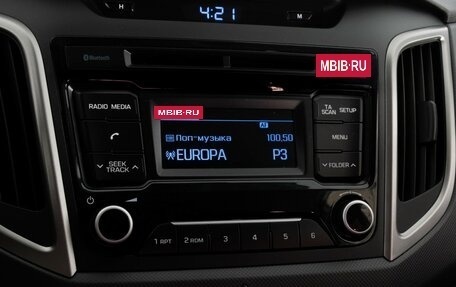 H
4:21
M
Bluetooth
MBIB·RU
RADIO MEDIA
MBIB·RU
TA SCAN SETUP
AF
Поп-музыка 100,50
MENU
EUROPA P3
SEEK TRACK
FOLDER
1 RPT 2 RDM 3 4 5 6